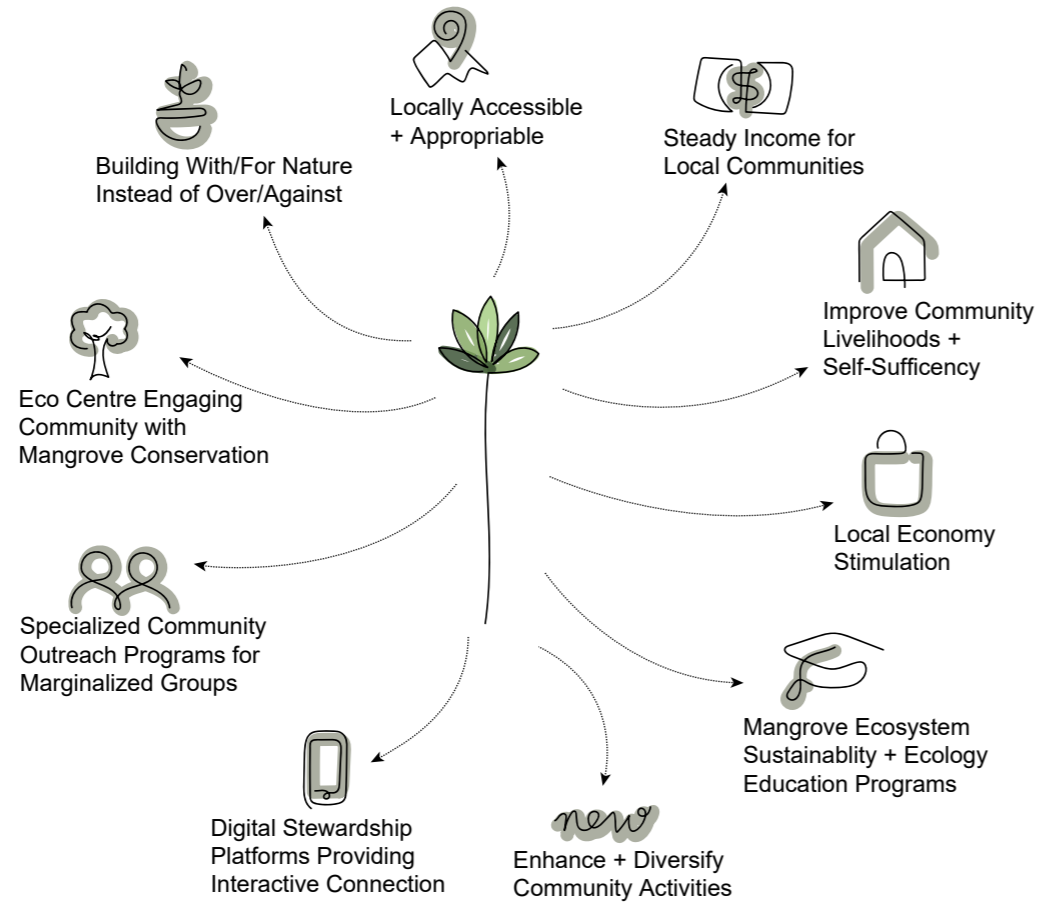 Locally Accessible
+ Appropriable
Steady Income for
Local Communities
Building With/For Nature
Instead of Over/Against
Improve Community
Livelihoods +
Self-Sufficency
Eco Centre Engaging
Community with
Mangrove Conservation
Local Economy
Stimulation
Specialized Community
Outreach Programs for
Marginalized Groups
Mangrove Ecosystem
Sustainablity + Ecology
Education Programs
Digital Stewardship
Platforms Providing
Interactive Connection
new
Enhance + Diversify
Community Activities